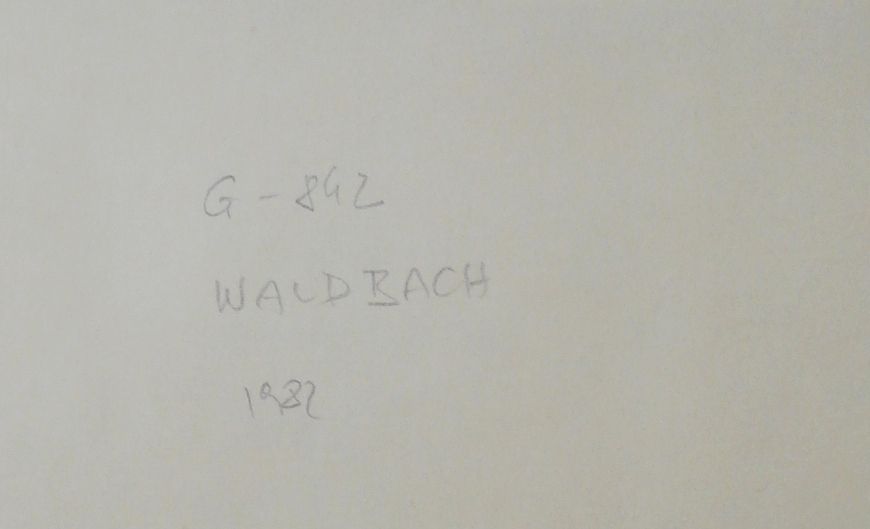 G - 842
WALDBACH
1982